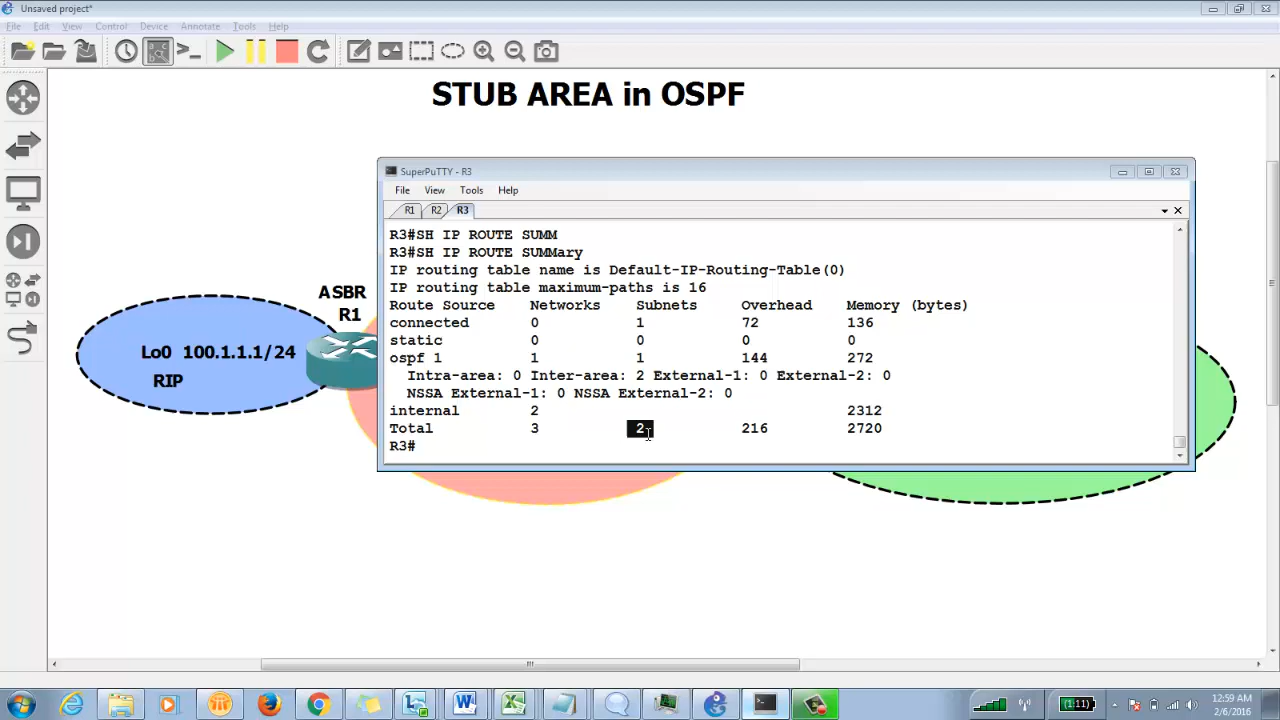 Unsaved project*
File Edit View Control Device Annotate Tools Help
STUB AREA in OSPF
SuperPuTTY - R3
File View Tools Help
R1 R2 R3
R3#SH IP ROUTE SUMM
R3#SH IP ROUTE SUMMary
IP routing table name is Default-IP-Routing-Table(0)
IP routing table maximum-paths is 16
Route Source Networks Subnets Overhead Memory (bytes)
connected 0 1 72 136
static 0 0 0 0
ospf 1 1 1 144 272
Intra-area: 0 Inter-area: 2 External-1: 0 External-2: 0
NSSA External-1: 0 NSSA External-2: 0
internal 2 2312
Total 3 2 216 2720
R3#
ASBR
R1
Lo0 100.1.1.1/24
RIP
(1:11)
12:59 AM
2/6/2016